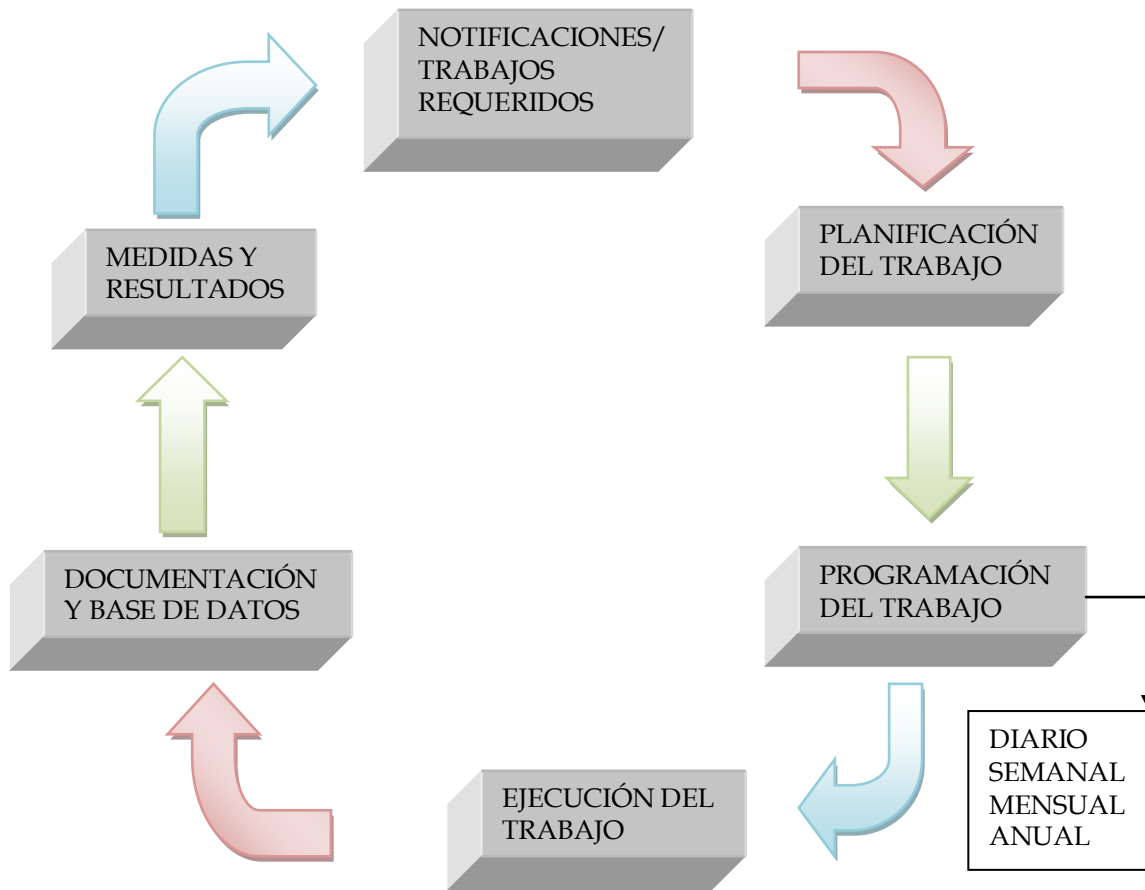 NOTIFICACIONES/
TRABAJOS
REQUERIDOS
PLANIFICACIÓN
DEL TRABAJO
PROGRAMACIÓN
DEL TRABAJO
DIARIO
SEMANAL
MENSUAL
ANUAL
EJECUCIÓN DEL
TRABAJO
DOCUMENTACIÓN
Y BASE DE DATOS
MEDIDAS Y
RESULTADOS